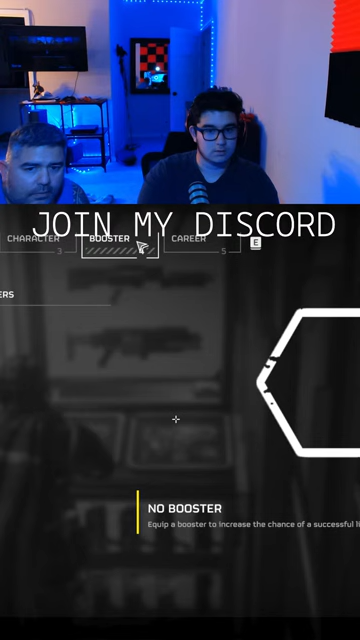 JOIN MY DISCORD
CHARACTER
3
BOOSTER
CAREER
5
E
ERS
NO BOOSTER
Equip a booster to increase the chance of a successful li